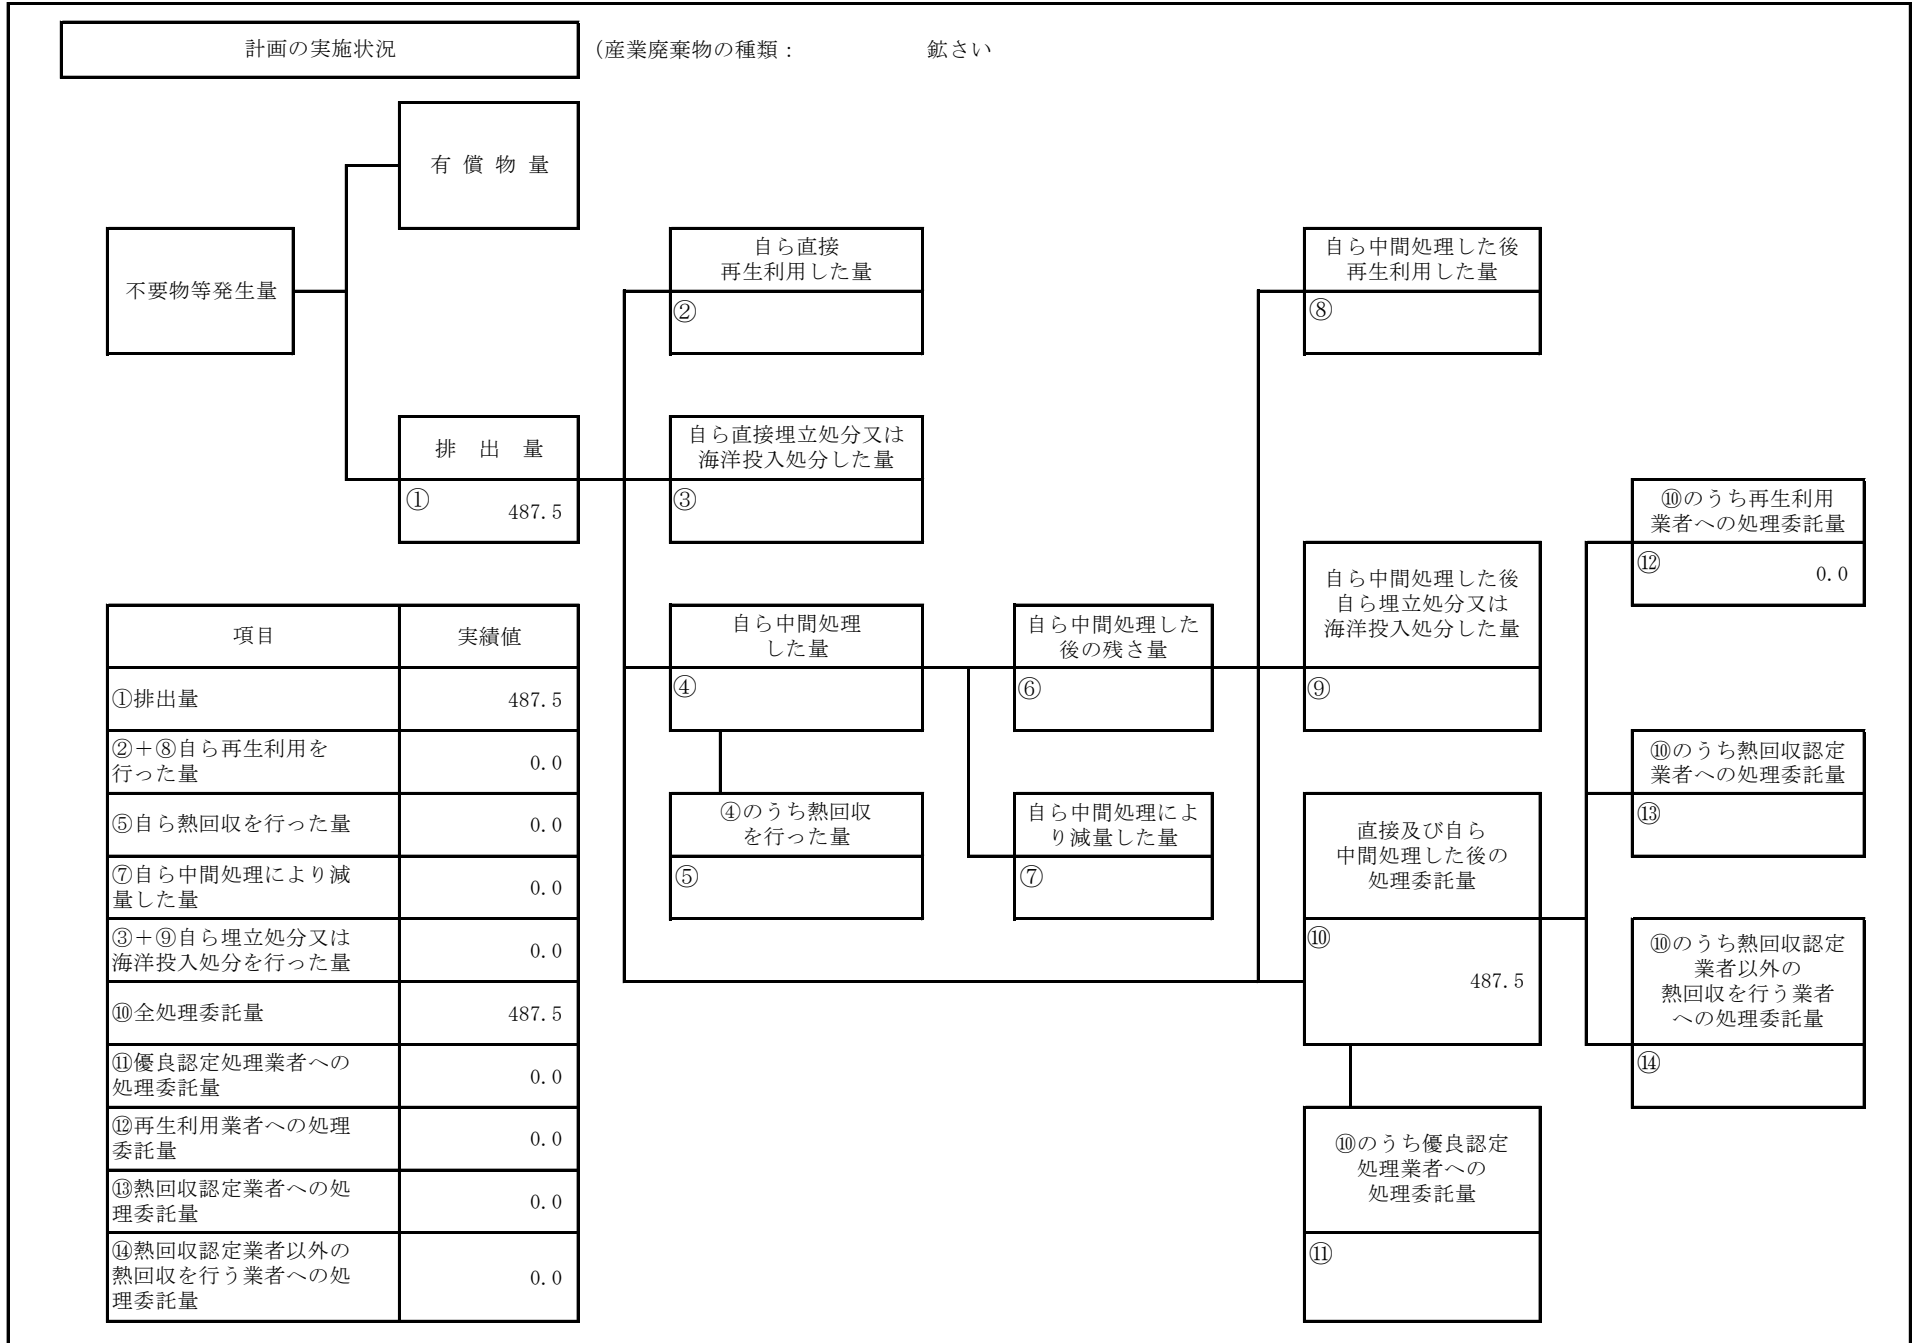 計画の実施状況
(産業廃棄物の種類: 鉱さい
有償物量
不要物等発生量
排出量
①
487.5
自ら直接
再生利用した量
②
自ら直接埋立処分又は
海洋投入処分した量
③
自ら中間処理
した量
④
④のうち熱回収
を行った量
⑤
自ら中間処理した
後の残さ量
⑥
自ら中間処理によ
り減量した量
⑦
自ら中間処理した後
再生利用した量
⑧
自ら中間処理した後
自ら埋立処分又は
海洋投入処分した量
⑨
直接及び自ら
中間処理した後の
処理委託量
⑩
487.5
⑩のうち優良認定
処理業者への
処理委託量
⑪
⑩のうち再生利用
業者への処理委託量
⑫
0.0
⑩のうち熱回収認定
業者への処理委託量
⑬
⑩のうち熱回収認定
業者以外の
熱回収を行う業者
への処理委託量
⑭
項目 実績値
①排出量 487.5
②+⑧自ら再生利用を
行った量 0.0
⑤自ら熱回収を行った量 0.0
⑦自ら中間処理により減
量した量 0.0
③+⑨自ら埋立処分又は
海洋投入処分を行った量 0.0
⑩全処理委託量 487.5
⑪優良認定処理業者への
処理委託量 0.0
⑫再生利用業者への処理
委託量 0.0
⑬熱回収認定業者への処
理委託量 0.0
⑭熱回収認定業者以外の
熱回収を行う業者への処
理委託量 0.0